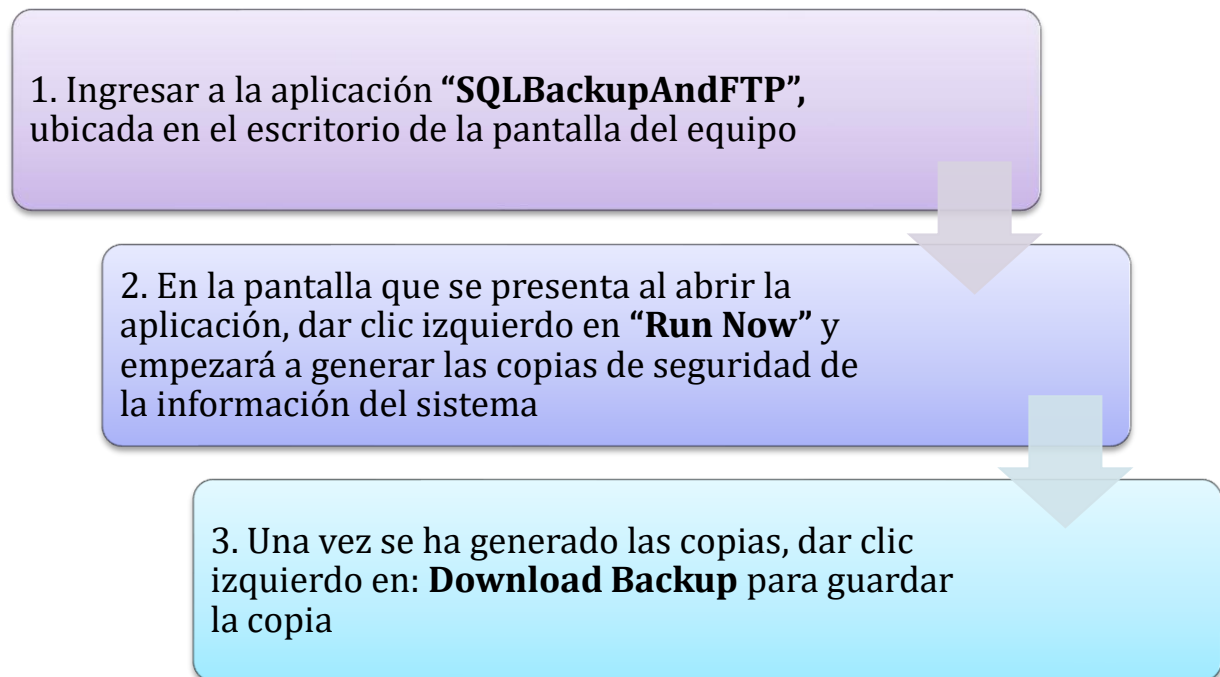 1. Ingresar a la aplicación “SQLBackupAndFTP”,
ubicada en el escritorio de la pantalla del equipo
2. En la pantalla que se presenta al abrir la
aplicación, dar clic izquierdo en “Run Now” y
empezará a generar las copias de seguridad de
la información del sistema
3. Una vez se ha generado las copias, dar clic
izquierdo en: Download Backup para guardar
la copia